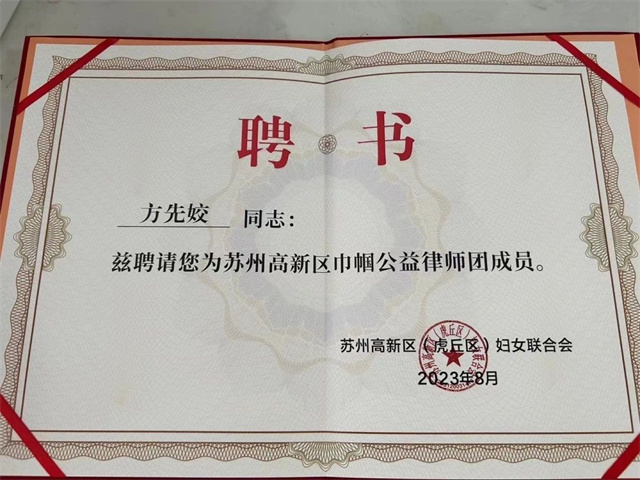 聘书
方先姣 同志：
兹聘请您为苏州高新区巾帼公益律师团成员。
苏州高新区（虎丘区）妇女联合会
2023年8月